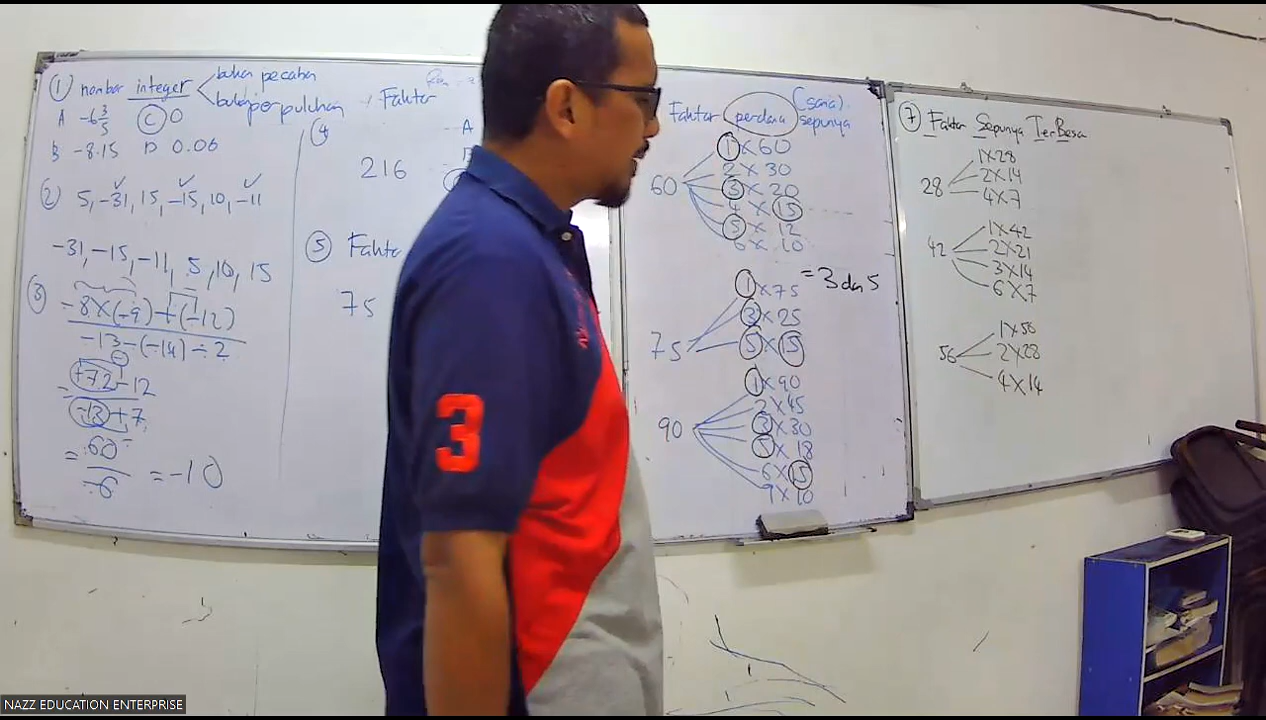 1 nombor integer
bukan pecahan
bukan perpuluhan
A -6 3/5 C 0
B -8.15 D 0.06
2 5, -31, 15, -15, 10, -11
-31, -15, -11, 5, 10, 15
3 -8 X (-9) + (-12)
-13 - (-14) ÷ 2
= +72 - 12
-13 + 7
= 60
-6
= -10
Faktor
4 A
216
5 Fakto
75
3
Faktor perdana (sama). sepunya
60
1 X 60
2 X 30
3 X 20
4 X 15
5 X 12
6 X 10
= 3 dan 5
75
1 X 75
3 X 25
5 X 15
90
1 X 90
2 X 45
3 X 30
5 X 18
6 X 15
9 X 10
7 Faktor Sepunya TerBesa
28
1 X 28
2 X 14
4 X 7
42
1 X 42
2 X 21
3 X 14
6 X 7
56
1 X 56
2 X 28
4 X 14
NAZZ EDUCATION ENTERPRISE